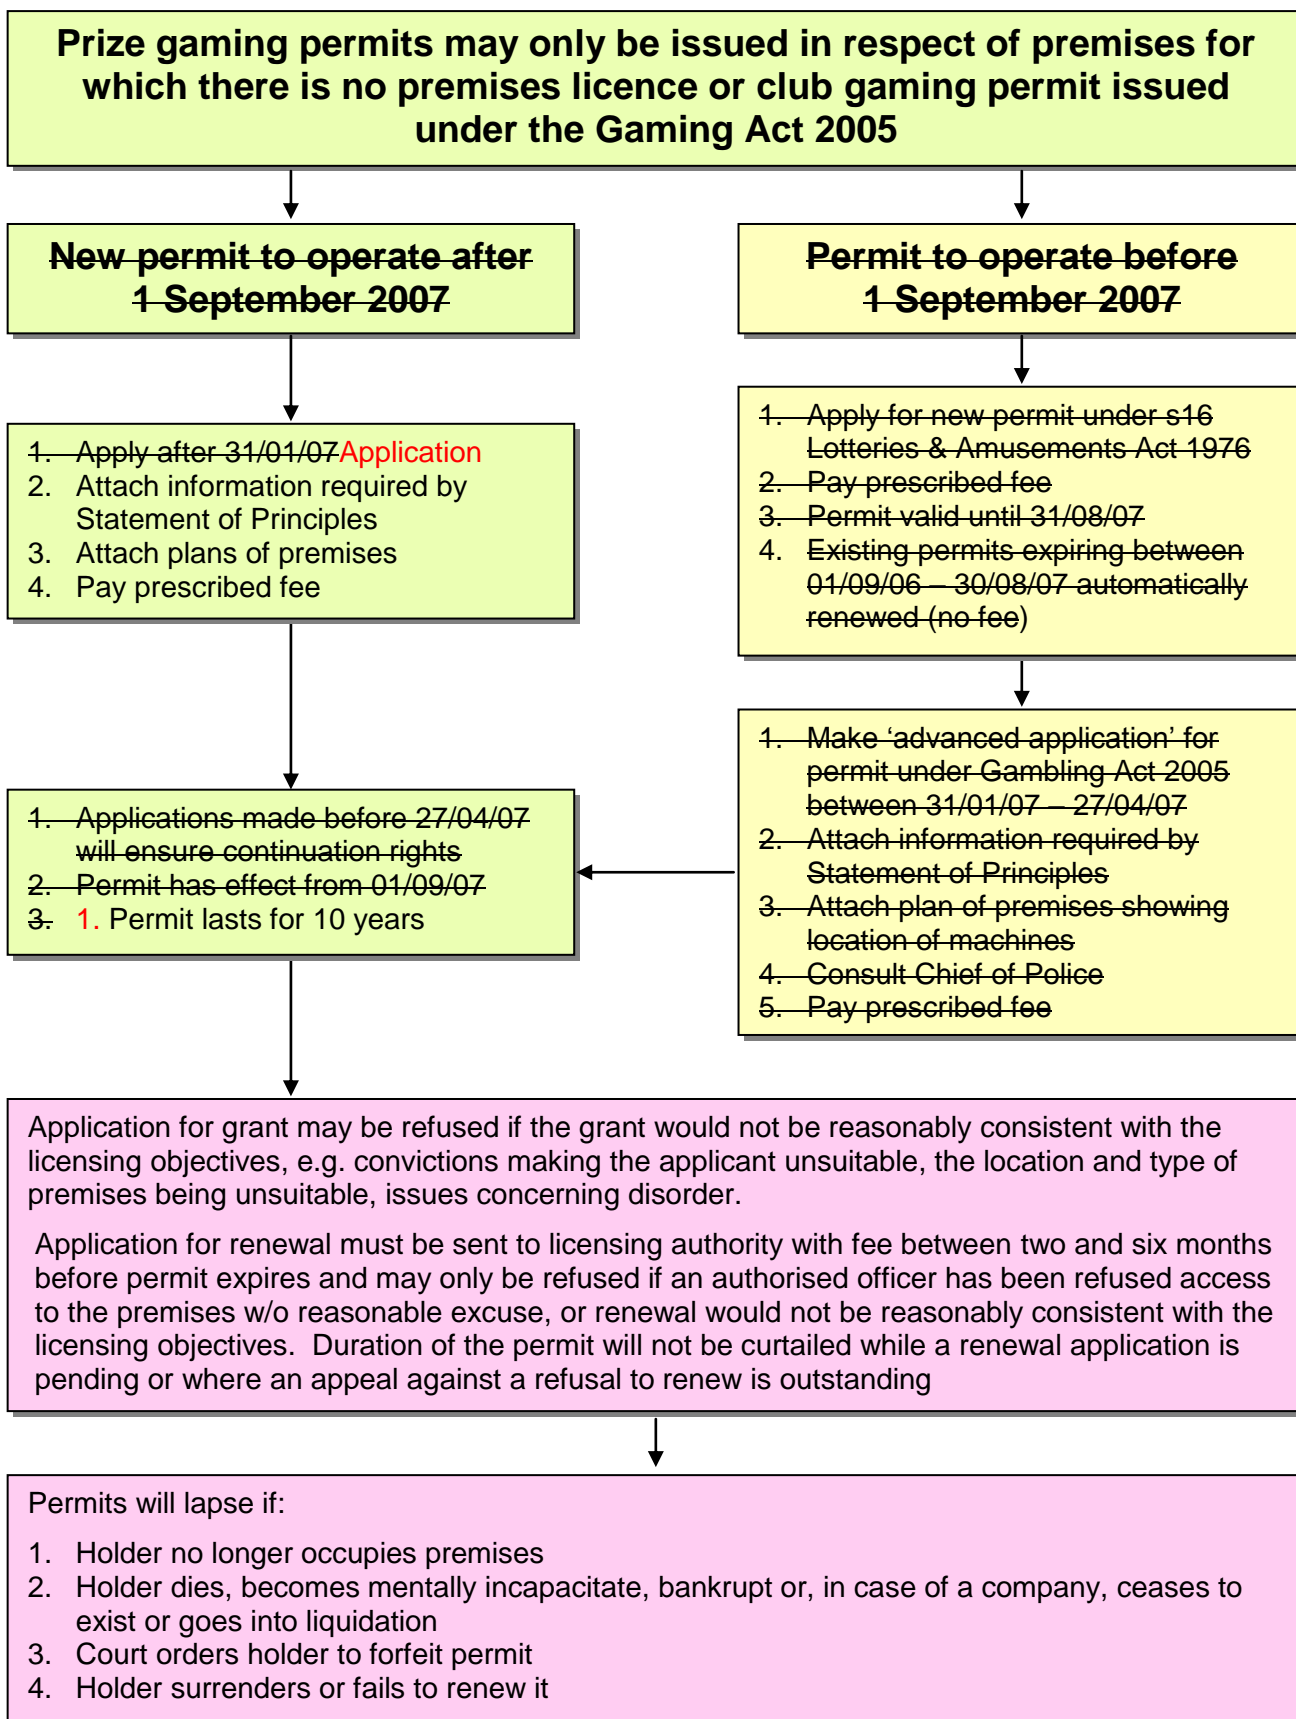 Prize gaming permits may only be issued in respect of premises for
which there is no premises licence or club gaming permit issued
under the Gaming Act 2005
New permit to operate after
1 September 2007
Permit to operate before
1 September 2007
1. Apply after 31/01/07Application
2. Attach information required by
Statement of Principles
3. Attach plans of premises
4. Pay prescribed fee
1. Apply for new permit under s16
Lotteries & Amusements Act 1976
2. Pay prescribed fee
3. Permit valid until 31/08/07
4. Existing permits expiring between
01/09/06 – 30/08/07 automatically
renewed (no fee)
1. Applications made before 27/04/07
will ensure continuation rights
2. Permit has effect from 01/09/07
3. 1. Permit lasts for 10 years
1. Make ‘advanced application’ for
permit under Gambling Act 2005
between 31/01/07 – 27/04/07
2. Attach information required by
Statement of Principles
3. Attach plan of premises showing
location of machines
4. Consult Chief of Police
5. Pay prescribed fee
Application for grant may be refused if the grant would not be reasonably consistent with the
licensing objectives, e.g. convictions making the applicant unsuitable, the location and type of
premises being unsuitable, issues concerning disorder.
Application for renewal must be sent to licensing authority with fee between two and six months
before permit expires and may only be refused if an authorised officer has been refused access
to the premises w/o reasonable excuse, or renewal would not be reasonably consistent with the
licensing objectives.  Duration of the permit will not be curtailed while a renewal application is
pending or where an appeal against a refusal to renew is outstanding
Permits will lapse if:
1. Holder no longer occupies premises
2. Holder dies, becomes mentally incapacitate, bankrupt or, in case of a company, ceases to
exist or goes into liquidation
3. Court orders holder to forfeit permit
4. Holder surrenders or fails to renew it